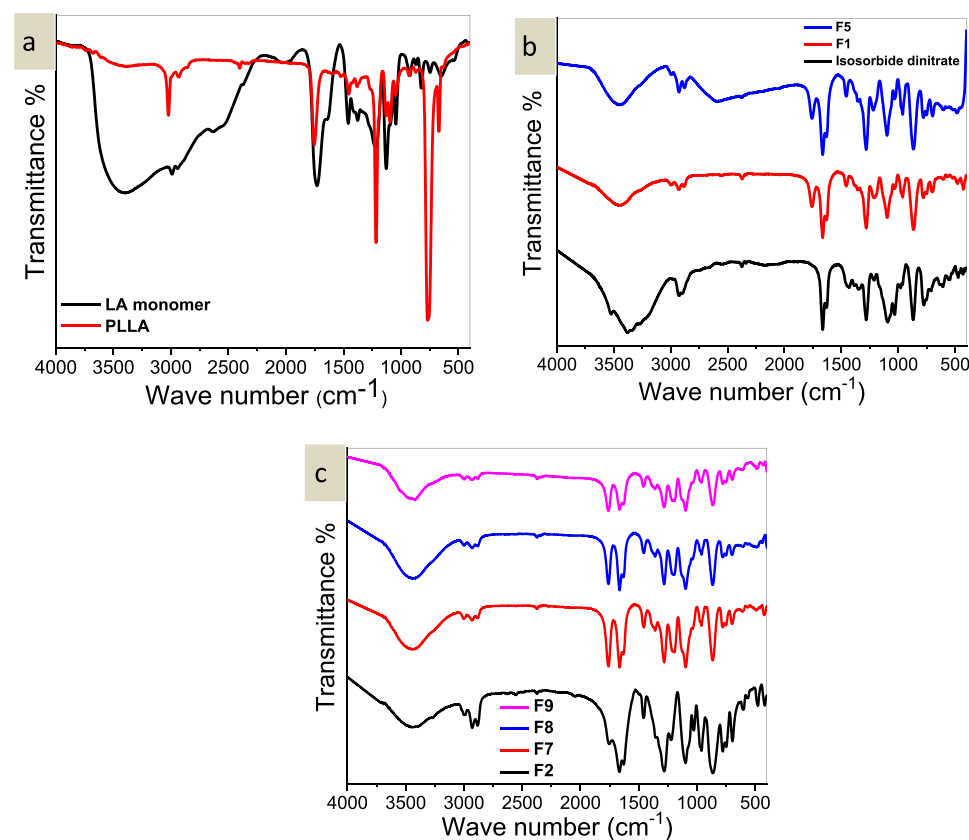 a
Transmittance %
LA monomer
PLLA
4000 3500 3000 2500 2000 1500 1000 500
Wave number (cm-1)
b
F5
F1
Isosorbide dinitrate
Transmittance %
4000 3500 3000 2500 2000 1500 1000 500
Wave number (cm-1)
c
Transmittance %
F9
F8
F7
F2
4000 3500 3000 2500 2000 1500 1000 500
Wave number (cm-1)